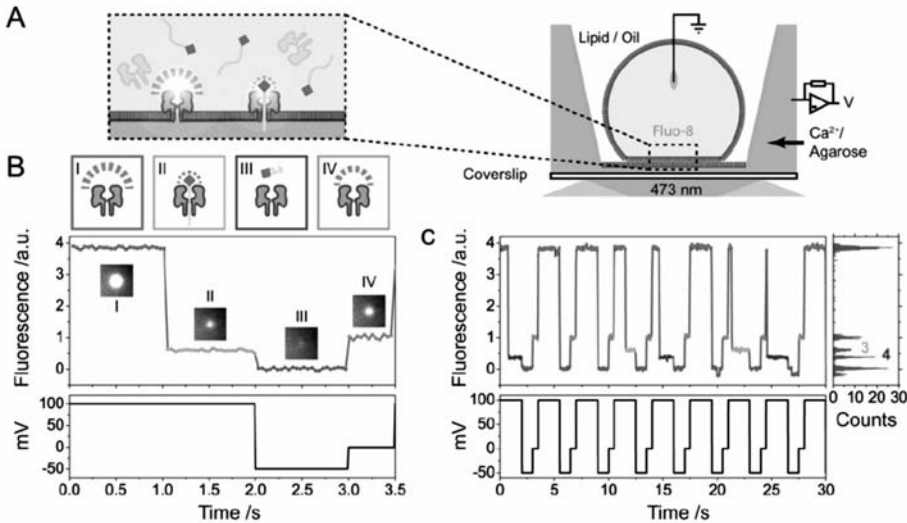 A
Lipid / Oil
Fluo-8
V
Ca²⁺/
Agarose
Coverslip
473 nm
B
I
II
III
IV
Fluorescence /a.u.
4
3
2
1
0
I
II
III
IV
mV
100
50
0
-50
0.0 0.5 1.0 1.5 2.0 2.5 3.0 3.5
Time /s
C
Fluorescence /a.u.
4
3
2
1
0
3 4
0 10 20 30
Counts
mV
100
50
0
-50
0 5 10 15 20 25 30
Time /s